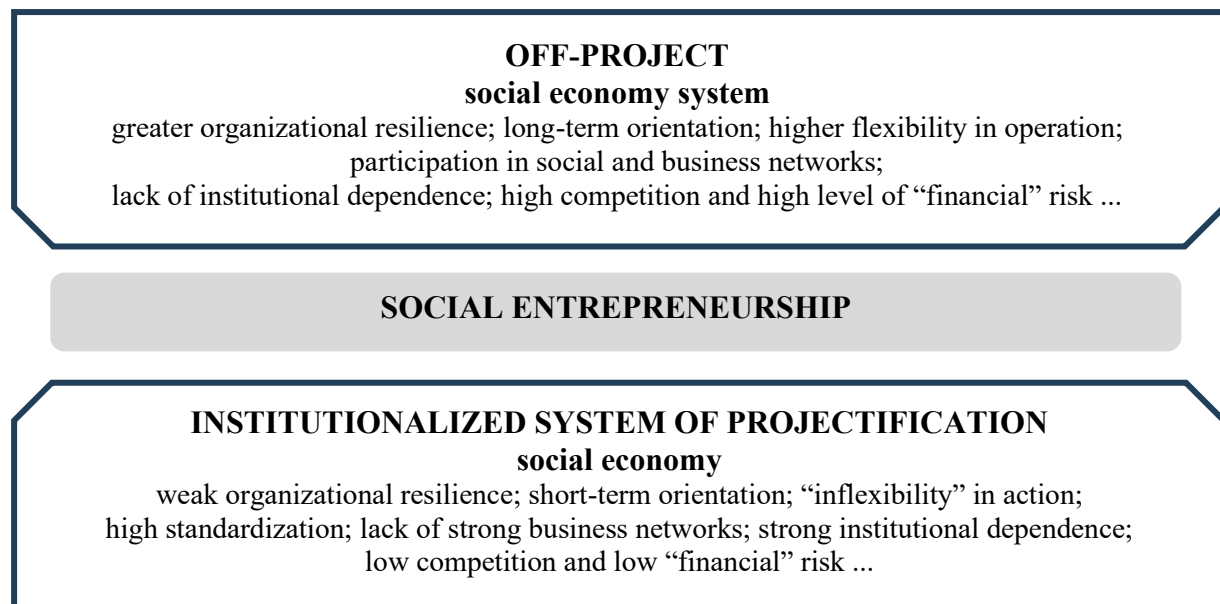 OFF-PROJECT
social economy system
greater organizational resilience; long-term orientation; higher flexibility in operation;
participation in social and business networks;
lack of institutional dependence; high competition and high level of “financial” risk ...
SOCIAL ENTREPRENEURSHIP
INSTITUTIONALIZED SYSTEM OF PROJECTIFICATION
social economy
weak organizational resilience; short-term orientation; “inflexibility” in action;
high standardization; lack of strong business networks; strong institutional dependence;
low competition and low “financial” risk ...